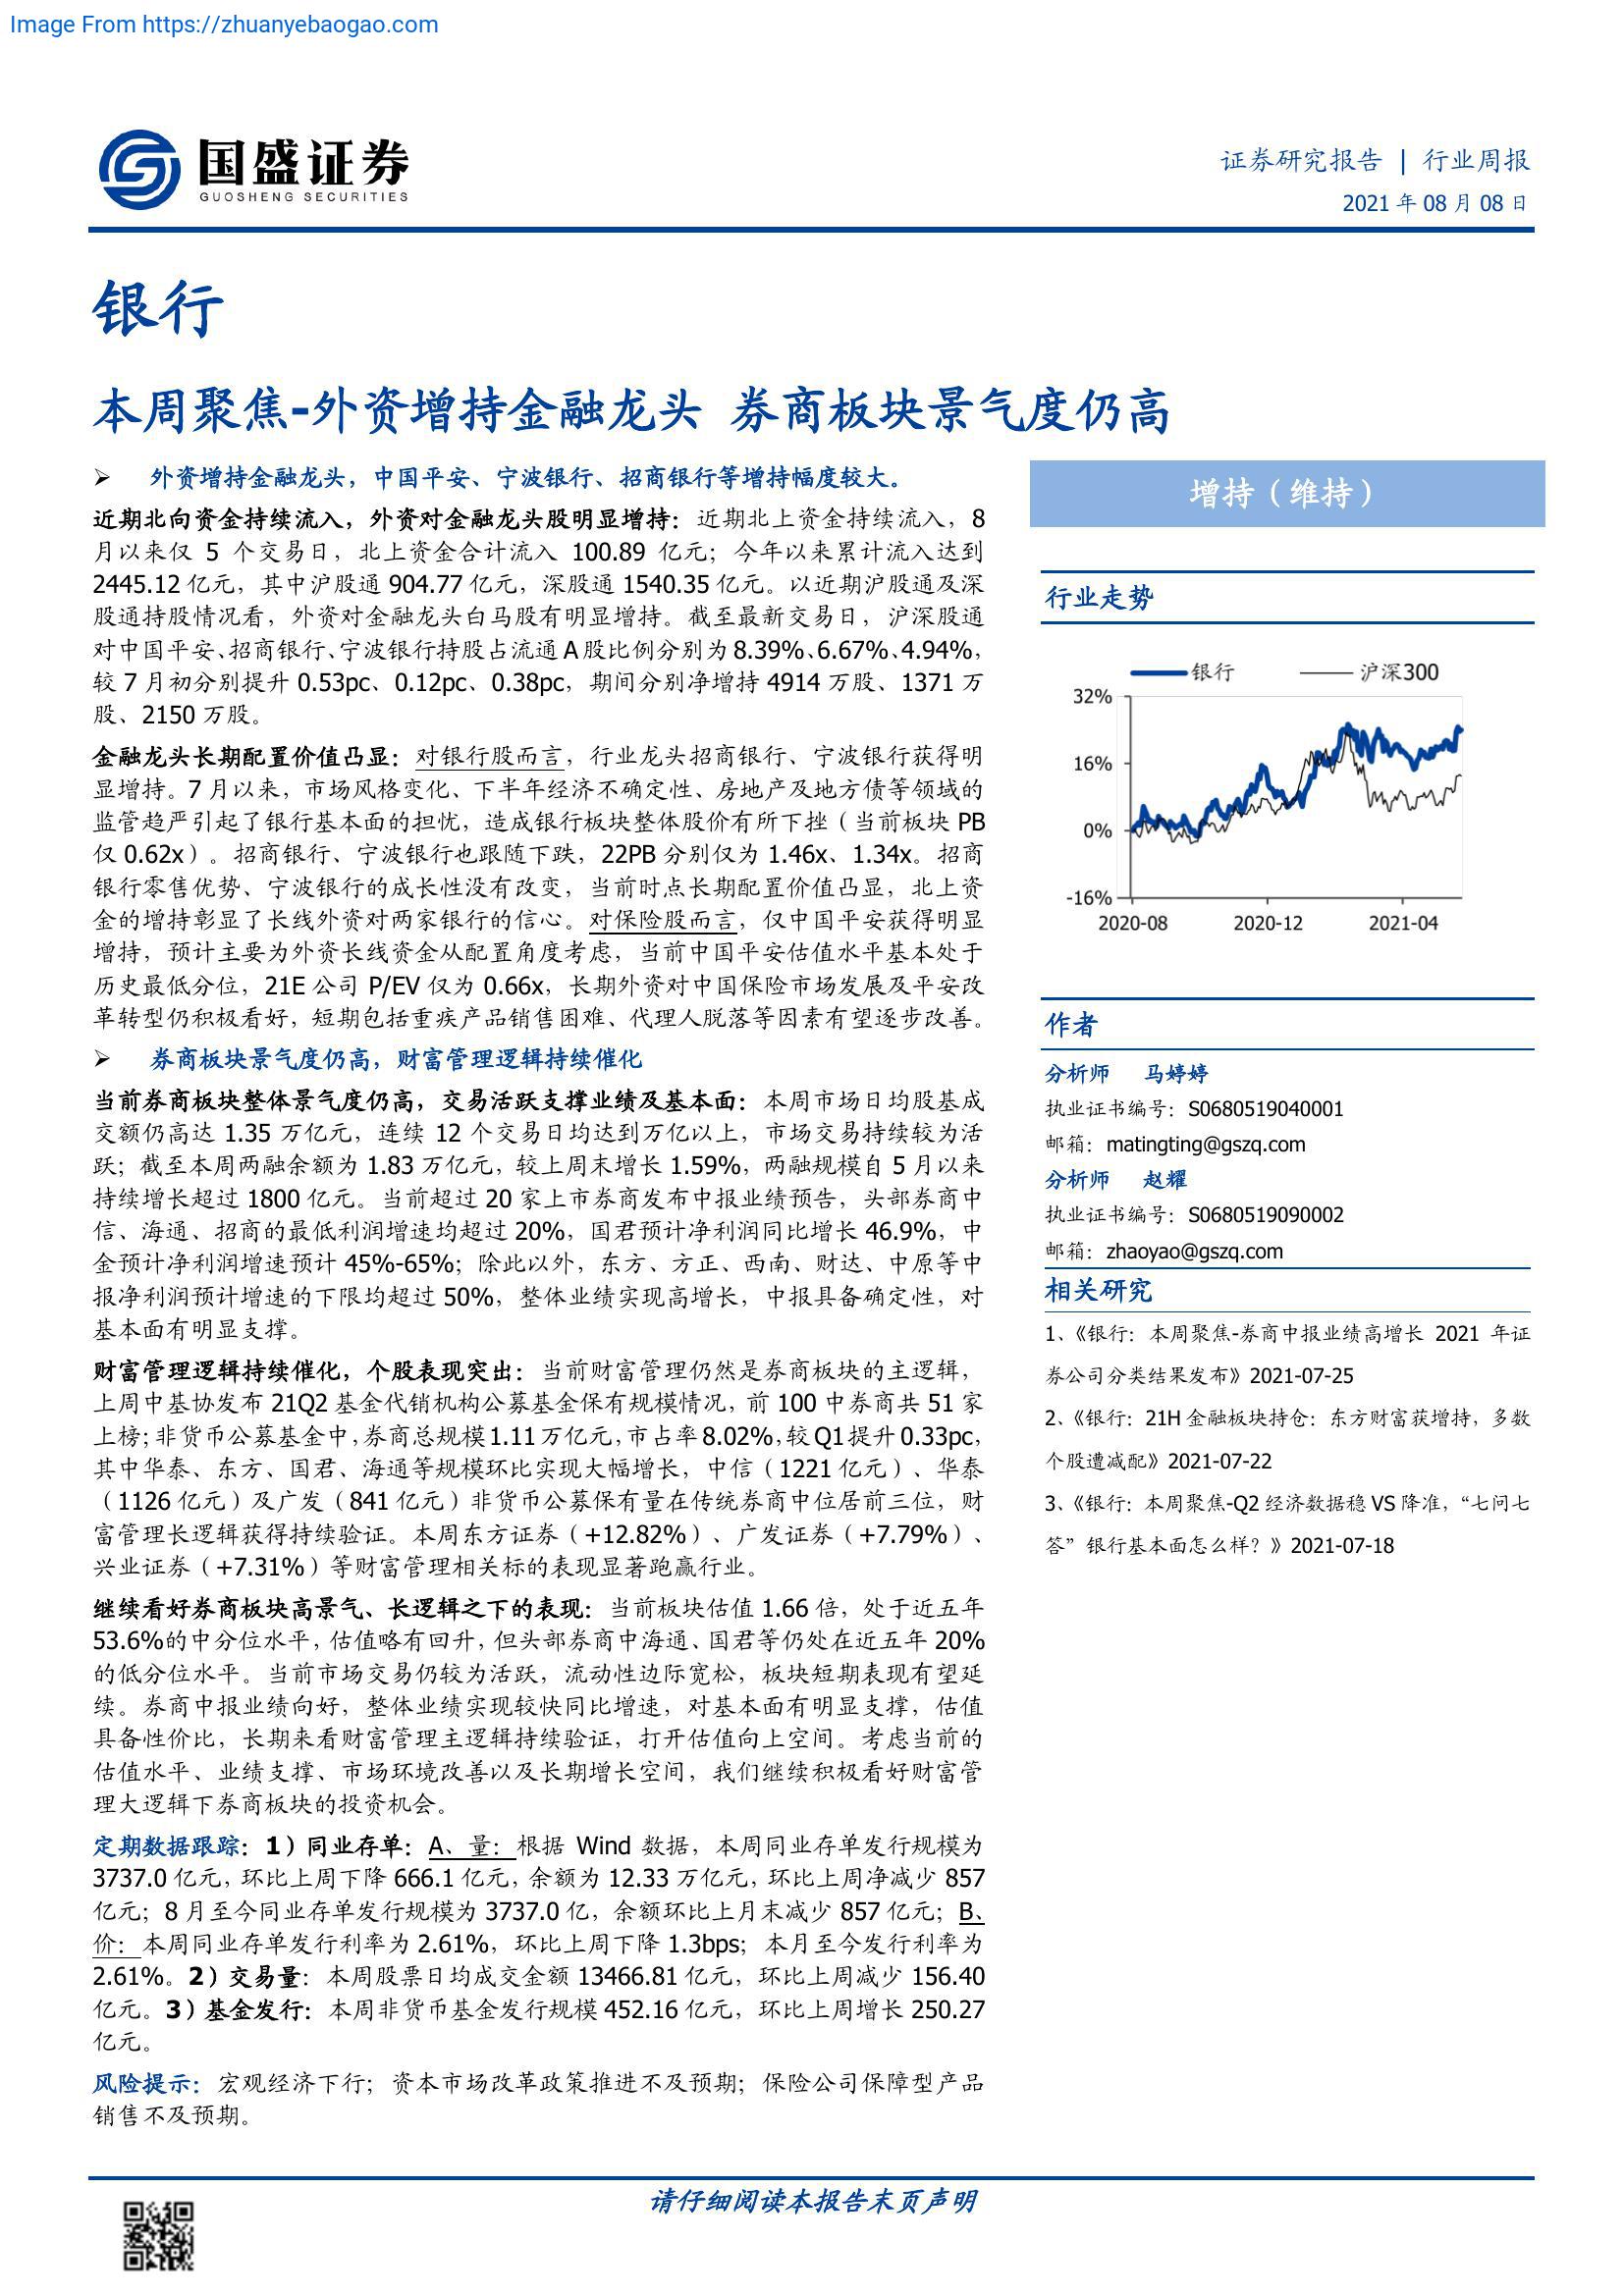 Image From https://zhuanyebaogao.com
国盛证券
GUOSHENG SECURITIES
证券研究报告 | 行业周报
2021 年 08 月 08 日
银行
本周聚焦-外资增持金融龙头 券商板块景气度仍高
➢ 外资增持金融龙头，中国平安、宁波银行、招商银行等增持幅度较大。
近期北向资金持续流入，外资对金融龙头股明显增持：近期北上资金持续流入，8
月以来仅 5 个交易日，北上资金合计流入 100.89 亿元；今年以来累计流入达到
2445.12 亿元，其中沪股通 904.77 亿元，深股通 1540.35 亿元。以近期沪股通及深
股通持股情况看，外资对金融龙头白马股有明显增持。截至最新交易日，沪深股通
对中国平安、招商银行、宁波银行持股占流通 A 股比例分别为 8.39%、6.67%、4.94%，
较 7 月初分别提升 0.53pc、0.12pc、0.38pc，期间分别净增持 4914 万股、1371 万
股、2150 万股。
金融龙头长期配置价值凸显：对银行股而言，行业龙头招商银行、宁波银行获得明
显增持。7 月以来，市场风格变化、下半年经济不确定性、房地产及地方债等领域的
监管趋严引起了银行基本面的担忧，造成银行板块整体股价有所下挫（当前板块 PB
仅 0.62x）。招商银行、宁波银行也跟随下跌，22PB 分别仅为 1.46x、1.34x。招商
银行零售优势、宁波银行的成长性没有改变，当前时点长期配置价值凸显，北上资
金的增持彰显了长线外资对两家银行的信心。对保险股而言，仅中国平安获得明显
增持，预计主要为外资长线资金从配置角度考虑，当前中国平安估值水平基本处于
历史最低分位，21E 公司 P/EV 仅为 0.66x，长期外资对中国保险市场发展及平安改
革转型仍积极看好，短期包括重疾产品销售困难、代理人脱落等因素有望逐步改善。
➢ 券商板块景气度仍高，财富管理逻辑持续催化
当前券商板块整体景气度仍高，交易活跃支撑业绩及基本面：本周市场日均股基成
交额仍高达 1.35 万亿元，连续 12 个交易日均达到万亿以上，市场交易持续较为活
跃；截至本周两融余额为 1.83 万亿元，较上周末增长 1.59%，两融规模自 5 月以来
持续增长超过 1800 亿元。当前超过 20 家上市券商发布中报业绩预告，头部券商中
信、海通、招商的最低利润增速均超过 20%，国君预计净利润同比增长 46.9%，中
金预计净利润增速预计 45%-65%；除此以外，东方、方正、西南、财达、中原等中
报净利润预计增速的下限均超过 50%，整体业绩实现高增长，中报具备确定性，对
基本面有明显支撑。
财富管理逻辑持续催化，个股表现突出：当前财富管理仍然是券商板块的主逻辑，
上周中基协发布 21Q2 基金代销机构公募基金保有规模情况，前 100 中券商共 51 家
上榜；非货币公募基金中，券商总规模 1.11 万亿元，市占率 8.02%，较 Q1 提升 0.33pc，
其中华泰、东方、国君、海通等规模环比实现大幅增长，中信（1221 亿元）、华泰
（1126 亿元）及广发（841 亿元）非货币公募保有量在传统券商中位居前三位，财
富管理长逻辑获得持续验证。本周东方证券（+12.82%）、广发证券（+7.79%）、
兴业证券（+7.31%）等财富管理相关标的表现显著跑赢行业。
继续看好券商板块高景气、长逻辑之下的表现：当前板块估值 1.66 倍，处于近五年
53.6%的中分位水平，估值略有回升，但头部券商中海通、国君等仍处在近五年 20%
的低分位水平。当前市场交易仍较为活跃，流动性边际宽松，板块短期表现有望延
续。券商中报业绩向好，整体业绩实现较快同比增速，对基本面有明显支撑，估值
具备性价比，长期来看财富管理主逻辑持续验证，打开估值向上空间。考虑当前的
估值水平、业绩支撑、市场环境改善以及长期增长空间，我们继续积极看好财富管
理大逻辑下券商板块的投资机会。
定期数据跟踪：1）同业存单：A、量：根据 Wind 数据，本周同业存单发行规模为
3737.0 亿元，环比上周下降 666.1 亿元，余额为 12.33 万亿元，环比上周净减少 857
亿元；8 月至今同业存单发行规模为 3737.0 亿，余额环比上月末减少 857 亿元；B、
价：本周同业存单发行利率为 2.61%，环比上周下降 1.3bps；本月至今发行利率为
2.61%。2）交易量：本周股票日均成交金额 13466.81 亿元，环比上周减少 156.40
亿元。3）基金发行：本周非货币基金发行规模 452.16 亿元，环比上周增长 250.27
亿元。
风险提示：宏观经济下行；资本市场改革政策推进不及预期；保险公司保障型产品
销售不及预期。
增持（维持）
行业走势
银行 沪深300
32%
16%
0%
-16%
2020-08 2020-12 2021-04
作者
分析师 马婷婷
执业证书编号：S0680519040001
邮箱：matingting@gszq.com
分析师 赵耀
执业证书编号：S0680519090002
邮箱：zhaoyao@gszq.com
相关研究
1、《银行：本周聚焦-券商中报业绩高增长 2021 年证
券公司分类结果发布》2021-07-25
2、《银行：21H 金融板块持仓：东方财富获增持，多数
个股遭减配》2021-07-22
3、《银行：本周聚焦-Q2 经济数据稳 VS 降准，“七问七
答”银行基本面怎么样？》2021-07-18
请仔细阅读本报告末页声明